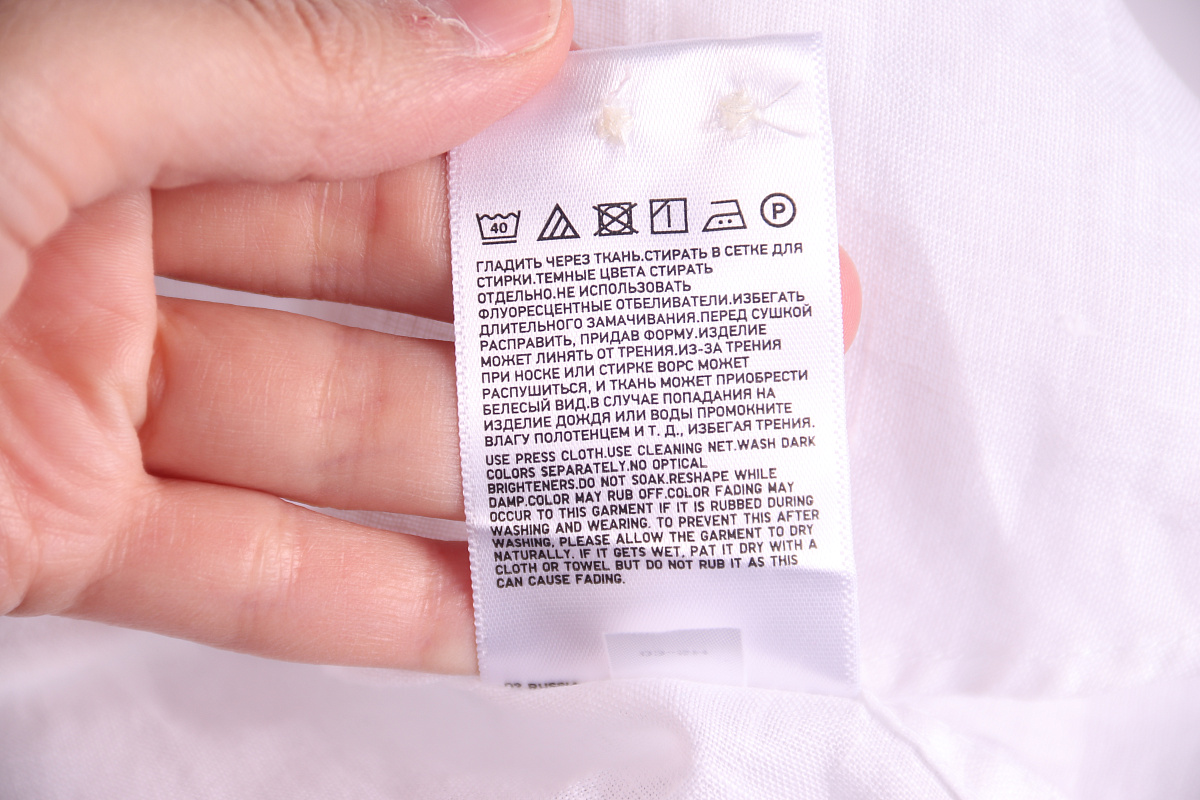 40 P
ГЛАДИТЬ ЧЕРЕЗ ТКАНЬ.СТИРАТЬ В СЕТКЕ ДЛЯ
СТИРКИ.ТЕМНЫЕ ЦВЕТА СТИРАТЬ
ОТДЕЛЬНО.НЕ ИСПОЛЬЗОВАТЬ
ФЛУОРЕСЦЕНТНЫЕ ОТБЕЛИВАТЕЛИ.ИЗБЕГАТЬ
ДЛИТЕЛЬНОГО ЗАМАЧИВАНИЯ.ПЕРЕД СУШКОЙ
РАСПРАВИТЬ, ПРИДАВ ФОРМУ.ИЗДЕЛИЕ
МОЖЕТ ЛИНЯТЬ ОТ ТРЕНИЯ.ИЗ-ЗА ТРЕНИЯ
ПРИ НОСКЕ ИЛИ СТИРКЕ ВОРС МОЖЕТ
РАСПУШИТЬСЯ, И ТКАНЬ МОЖЕТ ПРИОБРЕСТИ
БЕЛЕСЫЙ ВИД.В СЛУЧАЕ ПОПАДАНИЯ НА
ИЗДЕЛИЕ ДОЖДЯ ИЛИ ВОДЫ ПРОМОКНИТЕ
ВЛАГУ ПОЛОТЕНЦЕМ И Т. Д., ИЗБЕГАЯ ТРЕНИЯ.
USE PRESS CLOTH.USE CLEANING NET.WASH DARK
COLORS SEPARATELY.NO OPTICAL
BRIGHTENERS.DO NOT SOAK.RESHAPE WHILE
DAMP.COLOR MAY RUB OFF.COLOR FADING MAY
OCCUR TO THIS GARMENT IF IT IS RUBBED DURING
WASHING AND WEARING. TO PREVENT THIS AFTER
WASHING, PLEASE ALLOW THE GARMENT TO DRY
NATURALLY. IF IT GETS WET, PAT IT DRY WITH A
CLOTH OR TOWEL BUT DO NOT RUB IT AS THIS
CAN CAUSE FADING.